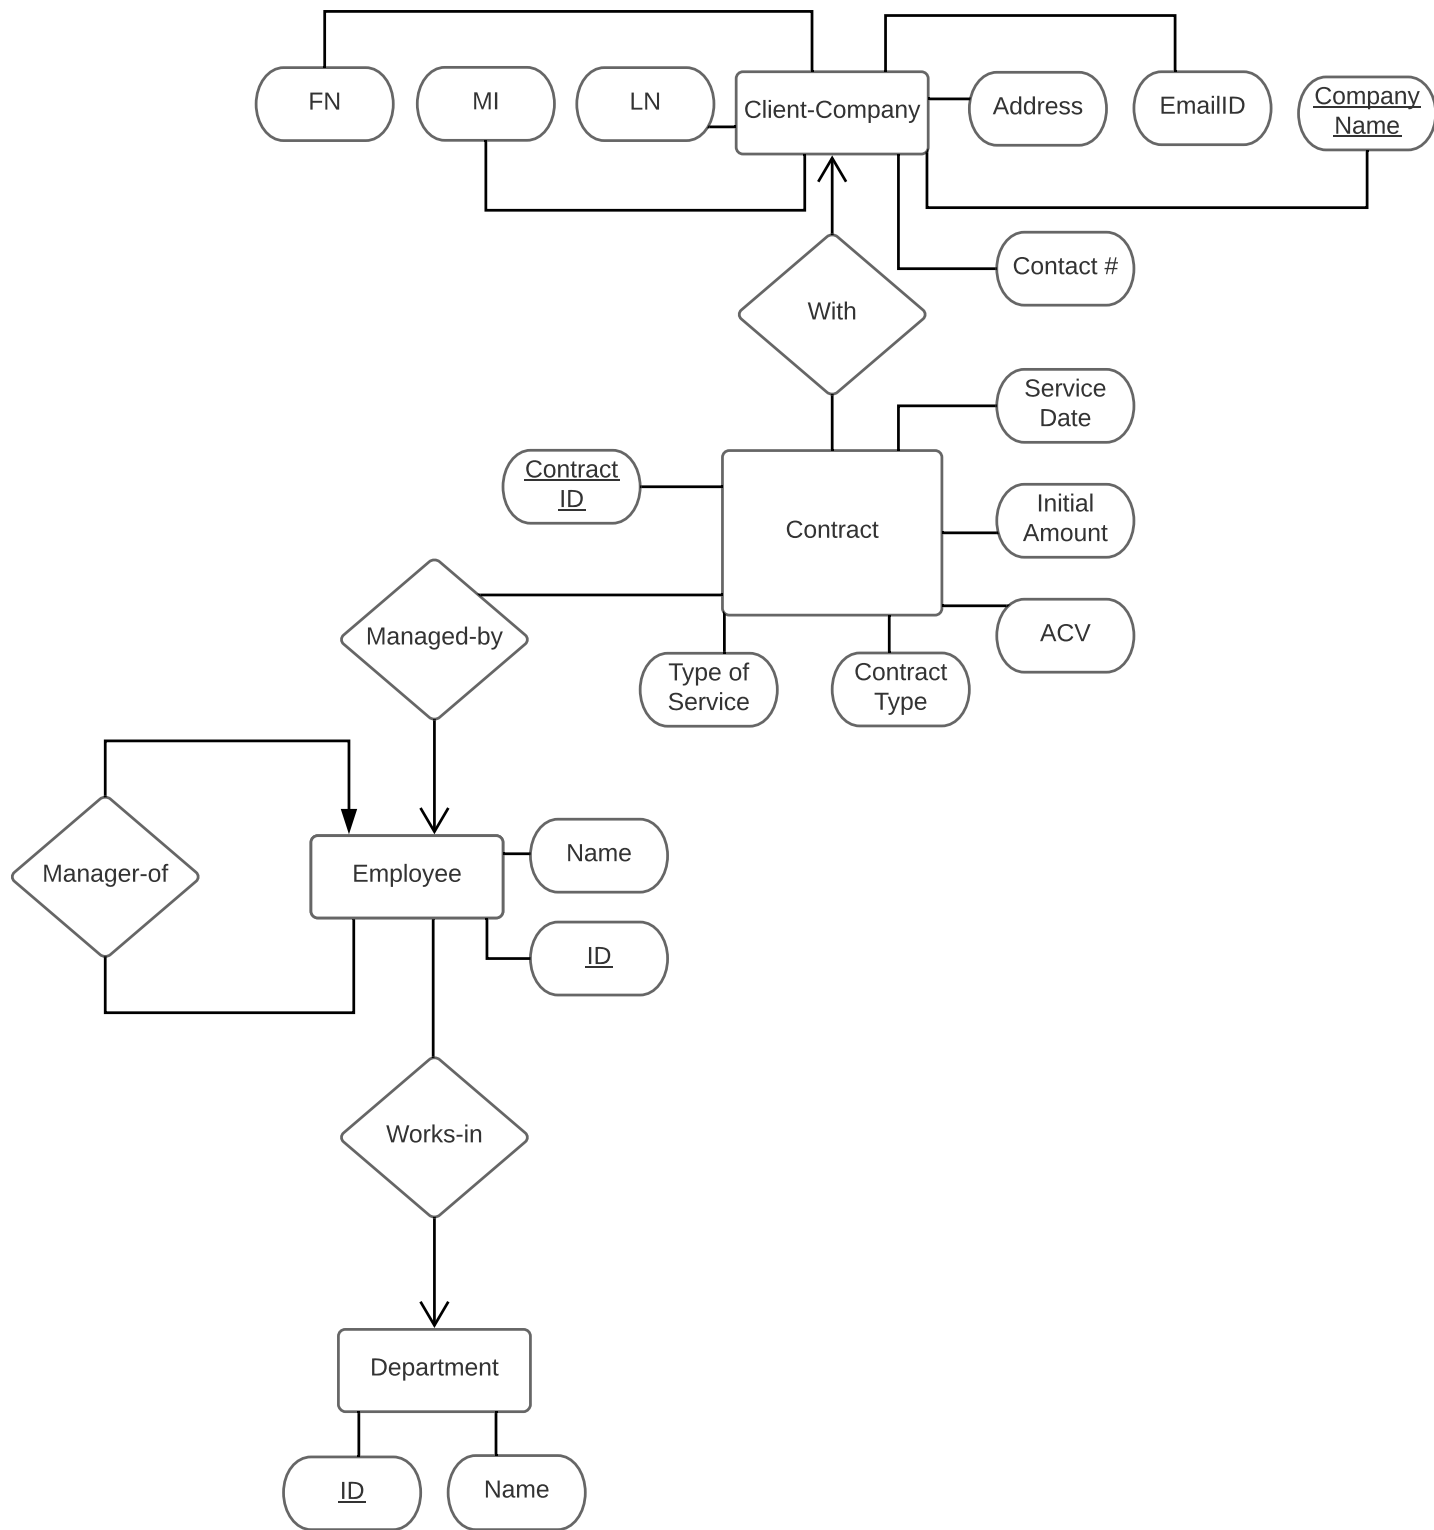 FN
MI
LN
Client-Company
Address
EmailID
Company
Name
Contact #
With
Service
Date
Contract
ID
Contract
Initial
Amount
Managed-by
ACV
Type of
Service
Contract
Type
Manager-of
Employee
Name
ID
Works-in
Department
ID
Name